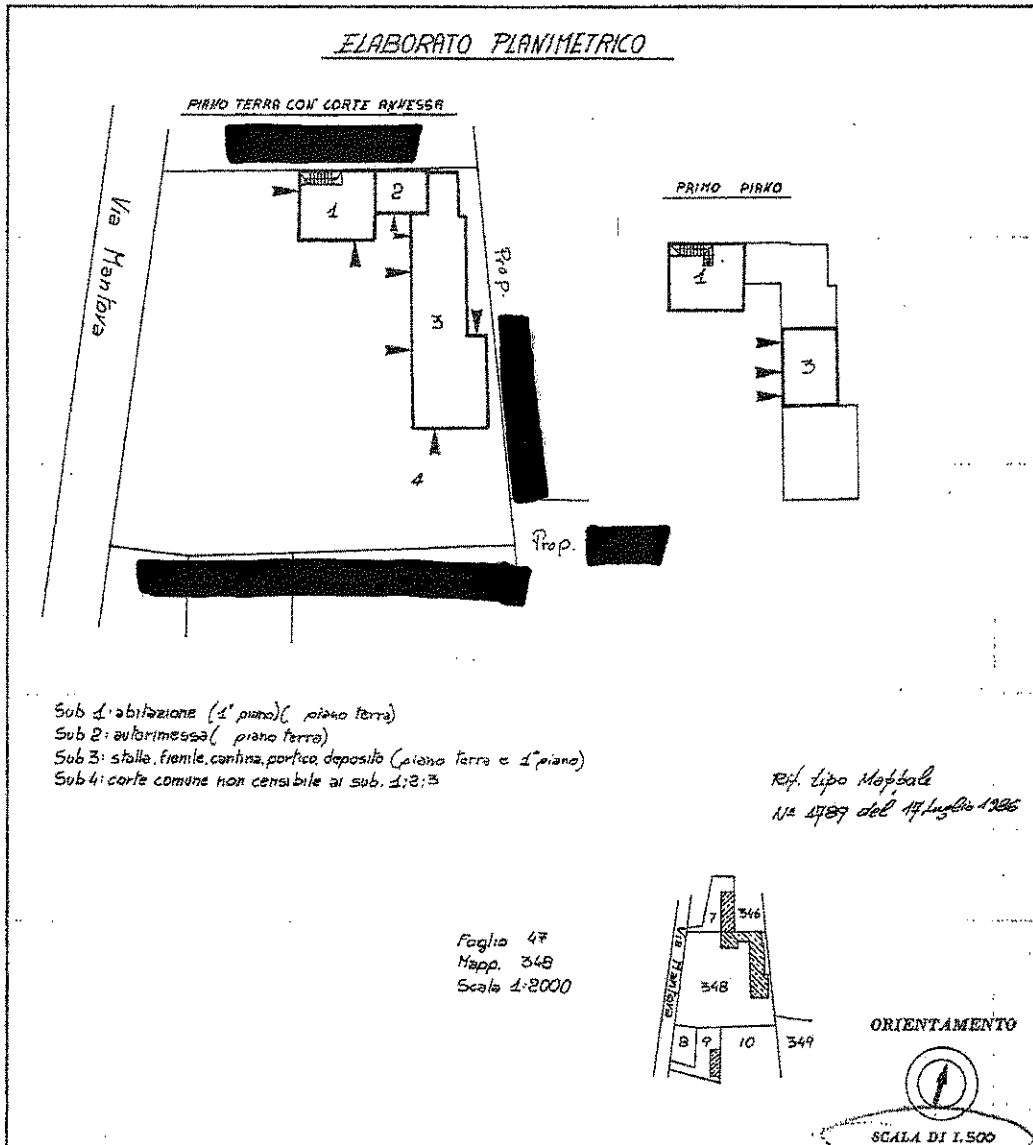 ELABORATO PLANIMETRICO
PIANO TERRA CON CORTE ANNESSA
PRIMO PIANO
Via Mantova
1
2
3
4
Prop.
Prop.
1
3
Sub 1: abitazione (1° piano)( piano terra)
Sub 2: autorimessa( piano terra)
Sub 3: stalla, fienile, cantina, portico, deposito (piano terra e 1° piano)
Sub 4: corte comune non censibile ai sub. 1;2;3
Rif. tipo Mappale
N° 1789 del 17 Luglio 1986
Foglio 47
Mapp. 348
Scala 1:2000
Via Mantova
7
346
348
8
9
10
349
ORIENTAMENTO
SCALA DI 1:500